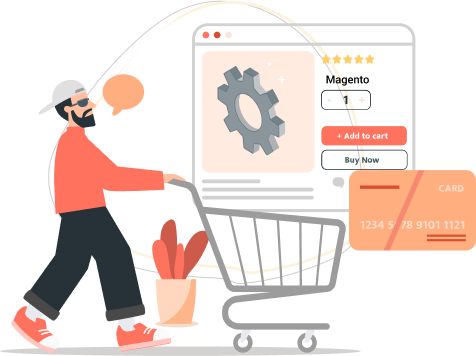 Magento
- 1 +
+ Add to cart
Buy Now
CARD
1234 5678 9101 1121